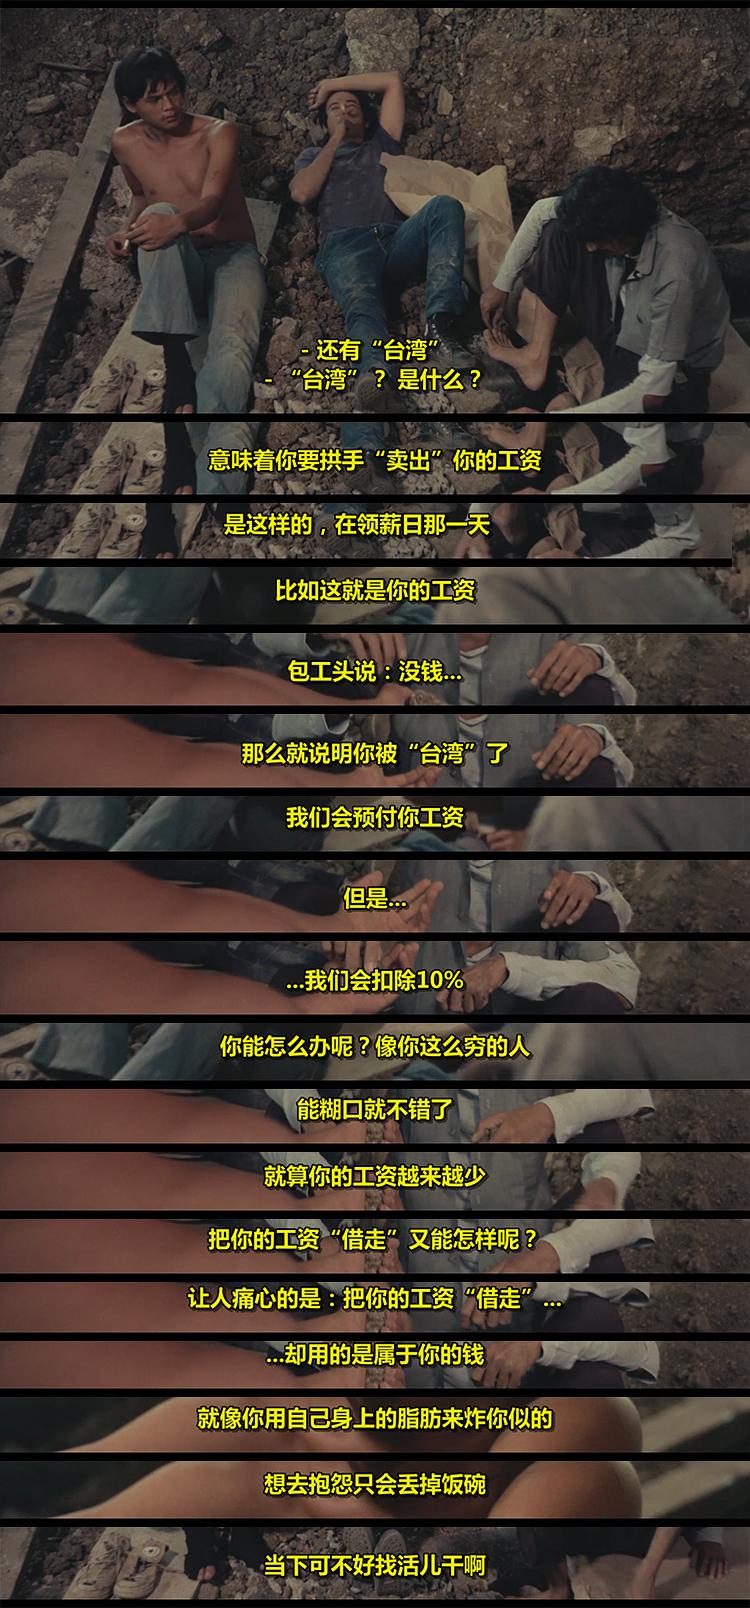 - 还有“台湾”
- “台湾”？是什么？
意味着你要拱手“卖出”你的工资
是这样的，在领薪日那一天
比如这就是你的工资
包工头说：没钱...
那么就说明你被“台湾”了
我们会预付你工资
但是...
...我们会扣除10%
你能怎么办呢？像你这么穷的人
能糊口就不错了
就算你的工资越来越少
把你的工资“借走”又能怎样呢？
让人痛心的是：把你的工资“借走”...
...却用的是属于你的钱
就像你用自己身上的脂肪来炸你似的
想去抱怨只会丢掉饭碗
当下可不好找活儿干啊